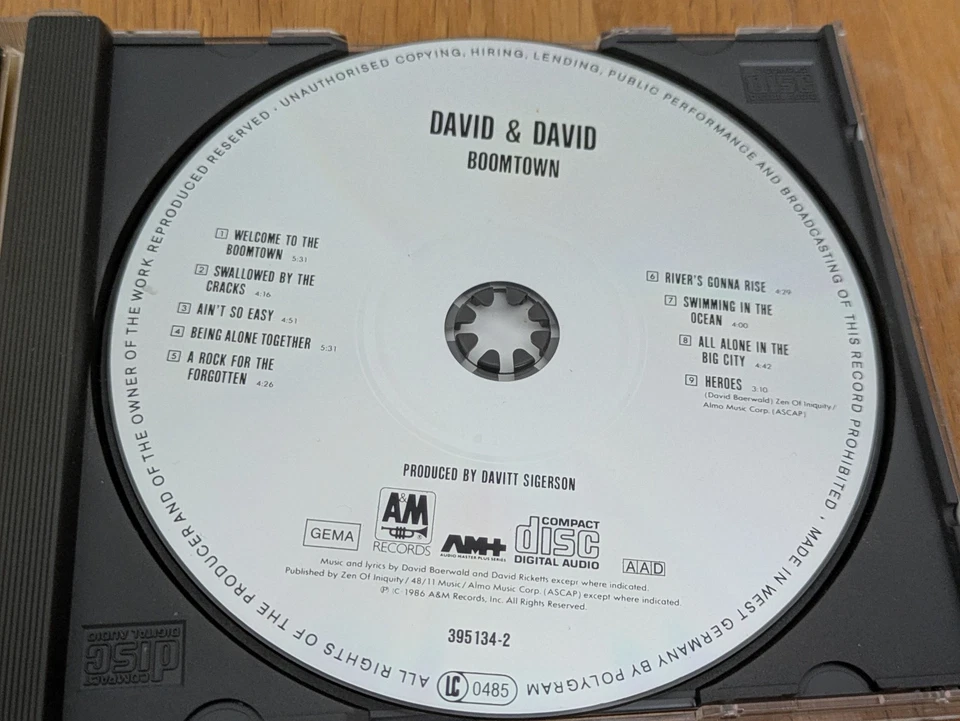 DAVID & DAVID
BOOMTOWN
1 WELCOME TO THE
BOOMTOWN 5:31
2 SWALLOWED BY THE
CRACKS 4:16
3 AIN'T SO EASY 4:51
4 BEING ALONE TOGETHER 5:31
5 A ROCK FOR THE
FORGOTTEN 4:26
6 RIVER'S GONNA RISE 4:29
7 SWIMMING IN THE
OCEAN 4:00
8 ALL ALONE IN THE
BIG CITY 4:42
9 HEROES 3:10
(David Baerwald) Zen Of Iniquity/
Almo Music Corp. (ASCAP)
PRODUCED BY DAVITT SIGERSON
GEMA
A&M
RECORDS
AM+
AUDIO MASTER PLUS SERIES
COMPACT
disc
DIGITAL AUDIO
AAD
Music and lyrics by David Baerwald and David Ricketts except where indicated.
Published by Zen Of Iniquity/48/11 Music/Almo Music Corp. (ASCAP) except where indicated.
(P) (C) 1986 A&M Records, Inc. All Rights Reserved.
395134-2
LC 0485
ALL RIGHTS OF THE PRODUCER AND OF THE OWNER OF THE WORK REPRODUCED RESERVED · UNAUTHORISED COPYING, HIRING, LENDING, PUBLIC PERFORMANCE AND BROADCASTING OF THIS RECORD PROHIBITED · MADE IN WEST GERMANY BY POLYGRAM
disc
COMPACT
disc
DIGITAL AUDIO